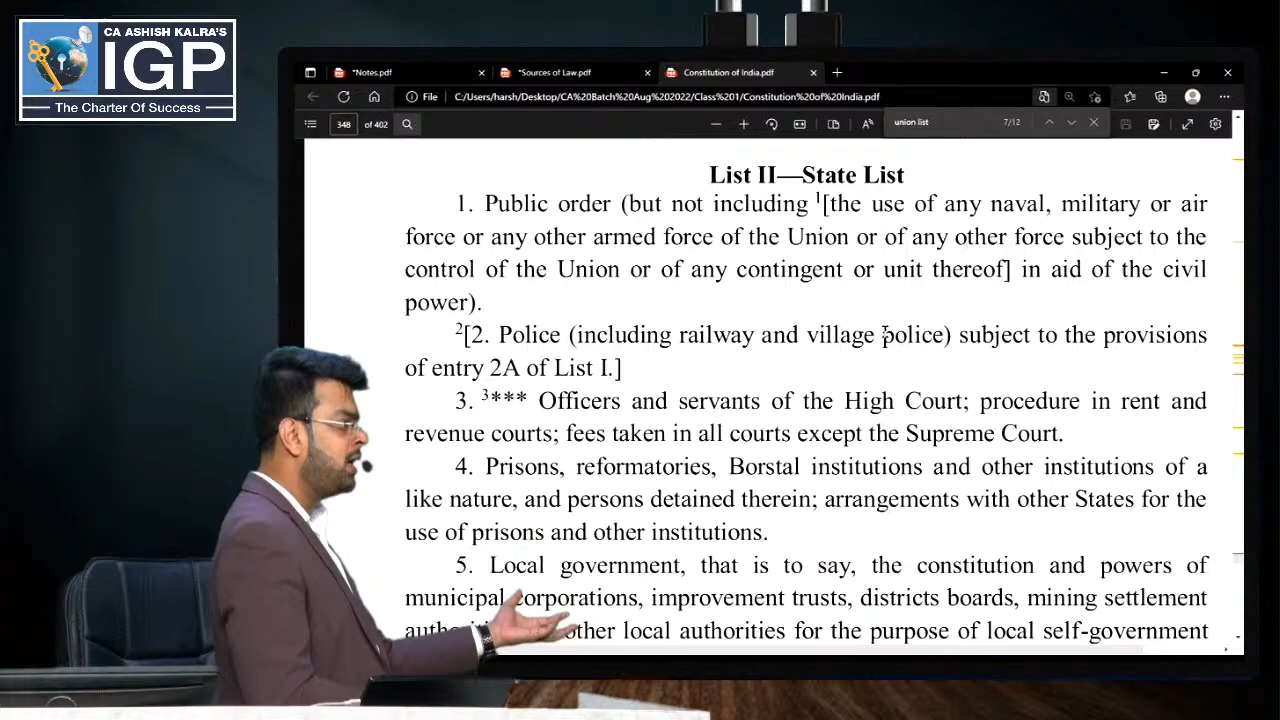 CA ASHISH KALRA'S
IGP
The Charter Of Success
*Notes.pdf
*Sources of Law.pdf
Constitution of India.pdf
File C:/Users/harsh/Desktop/CA%20Batch%20Aug%202022/Class%201/Constitution%20of%20India.pdf
348 of 402
union list 7/12
List II—State List
1. Public order (but not including 1[the use of any naval, military or air
force or any other armed force of the Union or of any other force subject to the
control of the Union or of any contingent or unit thereof] in aid of the civil
power).
2[2. Police (including railway and village police) subject to the provisions
of entry 2A of List I.]
3. 3*** Officers and servants of the High Court; procedure in rent and
revenue courts; fees taken in all courts except the Supreme Court.
4. Prisons, reformatories, Borstal institutions and other institutions of a
like nature, and persons detained therein; arrangements with other States for the
use of prisons and other institutions.
5. Local government, that is to say, the constitution and powers of
municipal corporations, improvement trusts, districts boards, mining settlement
other local authorities for the purpose of local self-government